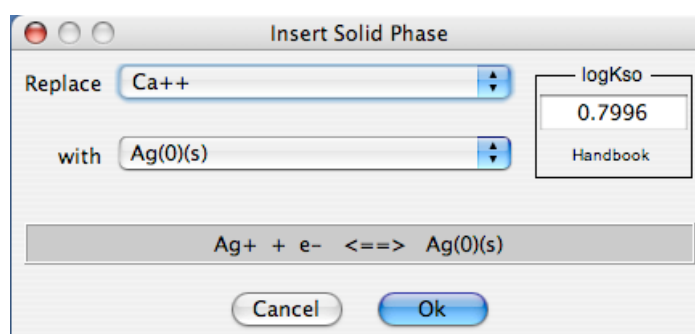 Insert Solid Phase
Replace Ca++
logKso
0.7996
Handbook
with Ag(0)(s)
Ag+ + e- <==> Ag(0)(s)
Cancel Ok